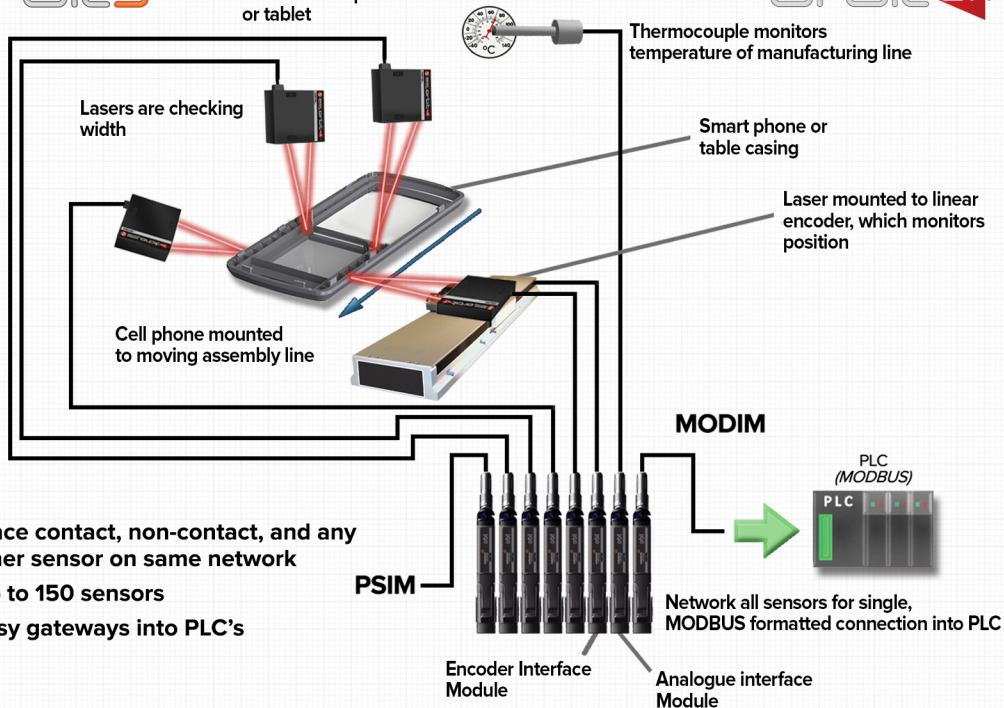 or tablet
Thermocouple monitors
temperature of manufacturing line
°C
Lasers are checking
width
Smart phone or
table casing
Laser mounted to linear
encoder, which monitors
position
Cell phone mounted
to moving assembly line
MODIM
PLC
(MODBUS)
PLC
contact, non-contact, and any
sensor on same network
to 150 sensors
gateways into PLC’s
PSIM
Network all sensors for single,
MODBUS formatted connection into PLC
Encoder Interface
Module
Analogue interface
Module